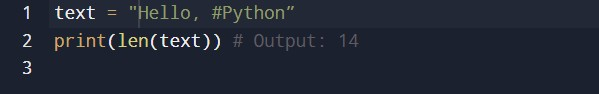 1 text = "Hello, #Python”
2 print(len(text)) # Output: 14
3